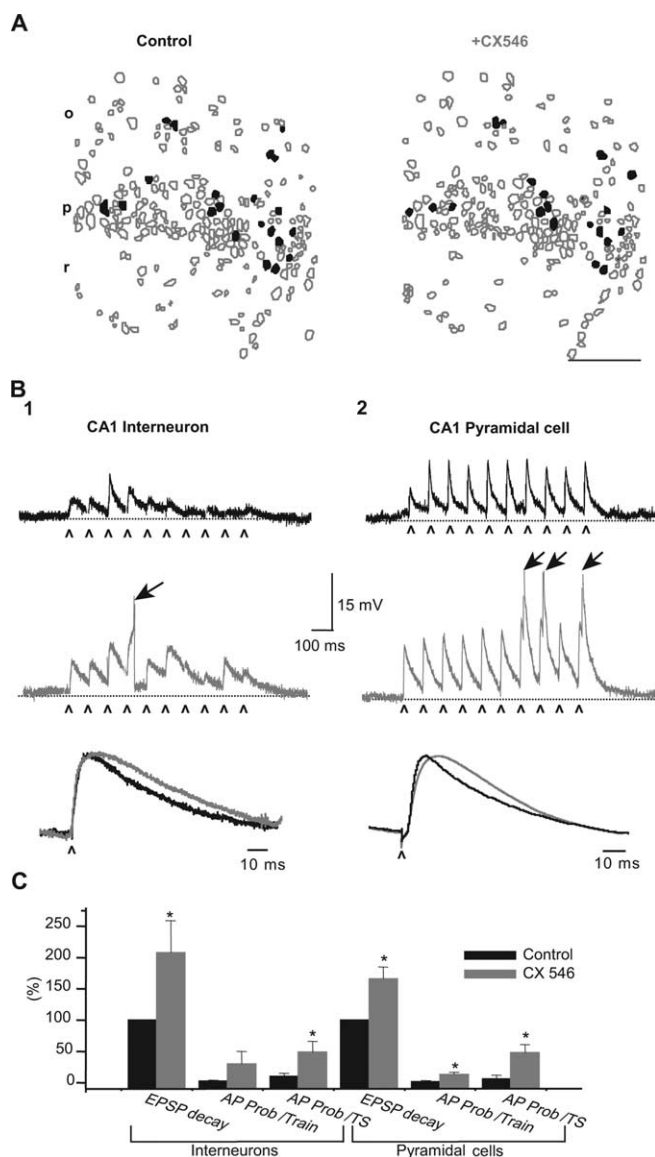 A
Control
+CX546
o
p
r
B
1
2
CA1 Interneuron
CA1 Pyramidal cell
^ ^ ^ ^ ^ ^ ^ ^ ^ ^
^ ^ ^ ^ ^ ^ ^ ^ ^ ^
15 mV
100 ms
^ ^ ^ ^ ^ ^ ^ ^ ^ ^
^ ^ ^ ^ ^ ^ ^ ^ ^ ^
^
10 ms
^
10 ms
C
(%)
250
200
150
100
50
0
*
*
*
*
*
Control
CX 546
EPSP decay
AP Prob /Train
AP Prob /TS
EPSP decay
AP Prob /Train
AP Prob /TS
Interneurons
Pyramidal cells